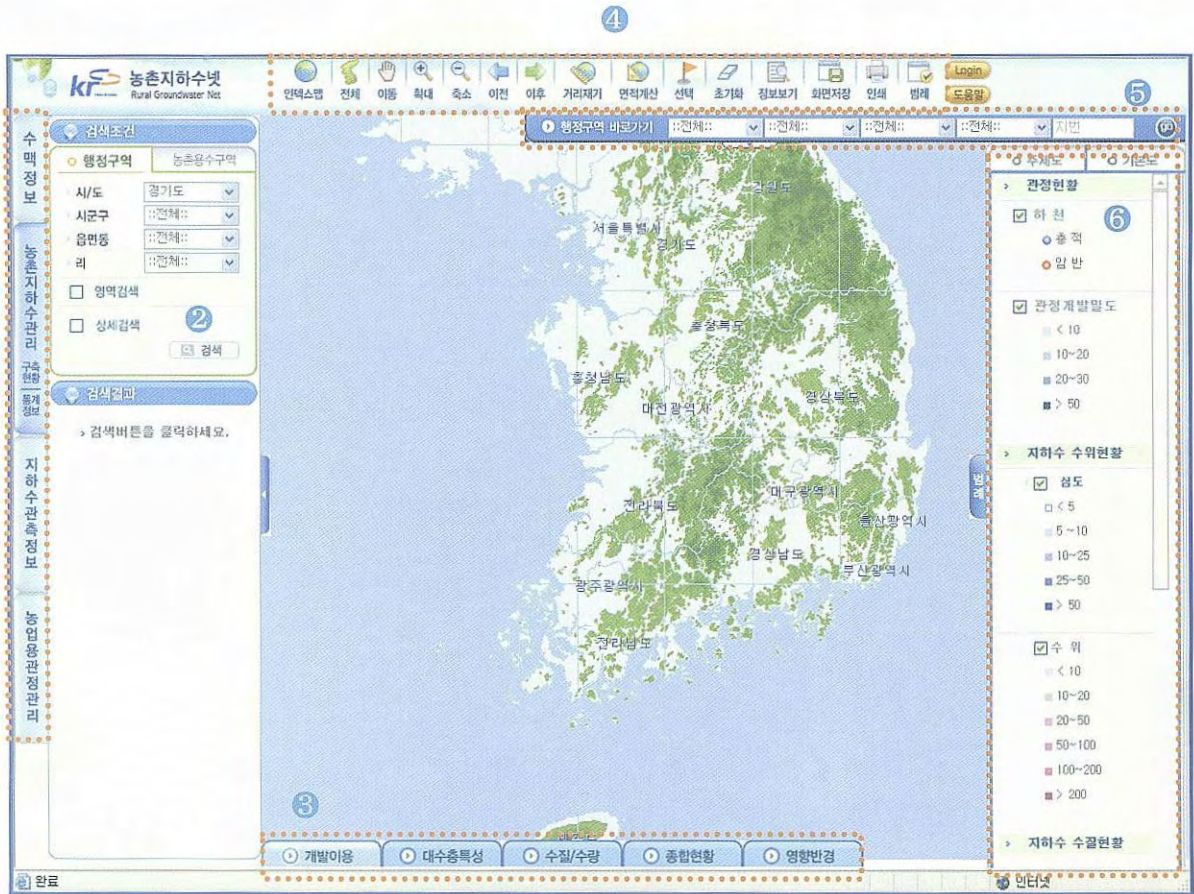 ④
krc 농촌지하수넷
Rural Groundwater Net
인덱스맵 전체 이동 확대 축소 이전 이후 거리재기 면적계산 선택 초기화 정보보기 화면저장 인쇄 범례
Login
도움말
⑤
행정구역 바로가기 ::전체:: ::전체:: ::전체:: ::전체:: 지번
수맥정보
농촌지하수관리
구축현황
통계정보
지하수관측정보
농업용관정관리
검색조건
행정구역 농촌용수구역
시/도 경기도
시군구 ::전체::
읍면동 ::전체::
리 ::전체::
영역검색
상세검색 ②
검색
검색결과
› 검색버튼을 클릭하세요.
강원도
서울특별시
경기도
충청북도
충청남도
대전광역시
경상북도
전라북도
대구광역시
울산광역시
경상남도
부산광역시
광주광역시
전라남도
범례
주제도 기본도
› 관정현황
⑥
하 천
충 적
암 반
관정개발밀도
< 10
10~20
20~30
> 50
› 지하수 수위현황
심도
< 5
5 ~10
10~25
25~50
> 50
수 위
< 10
10~20
20~50
50~100
100~200
> 200
› 지하수 수질현황
③
개발이용 대수층특성 수질/수량 종합현황 영향반경
완료 인터넷